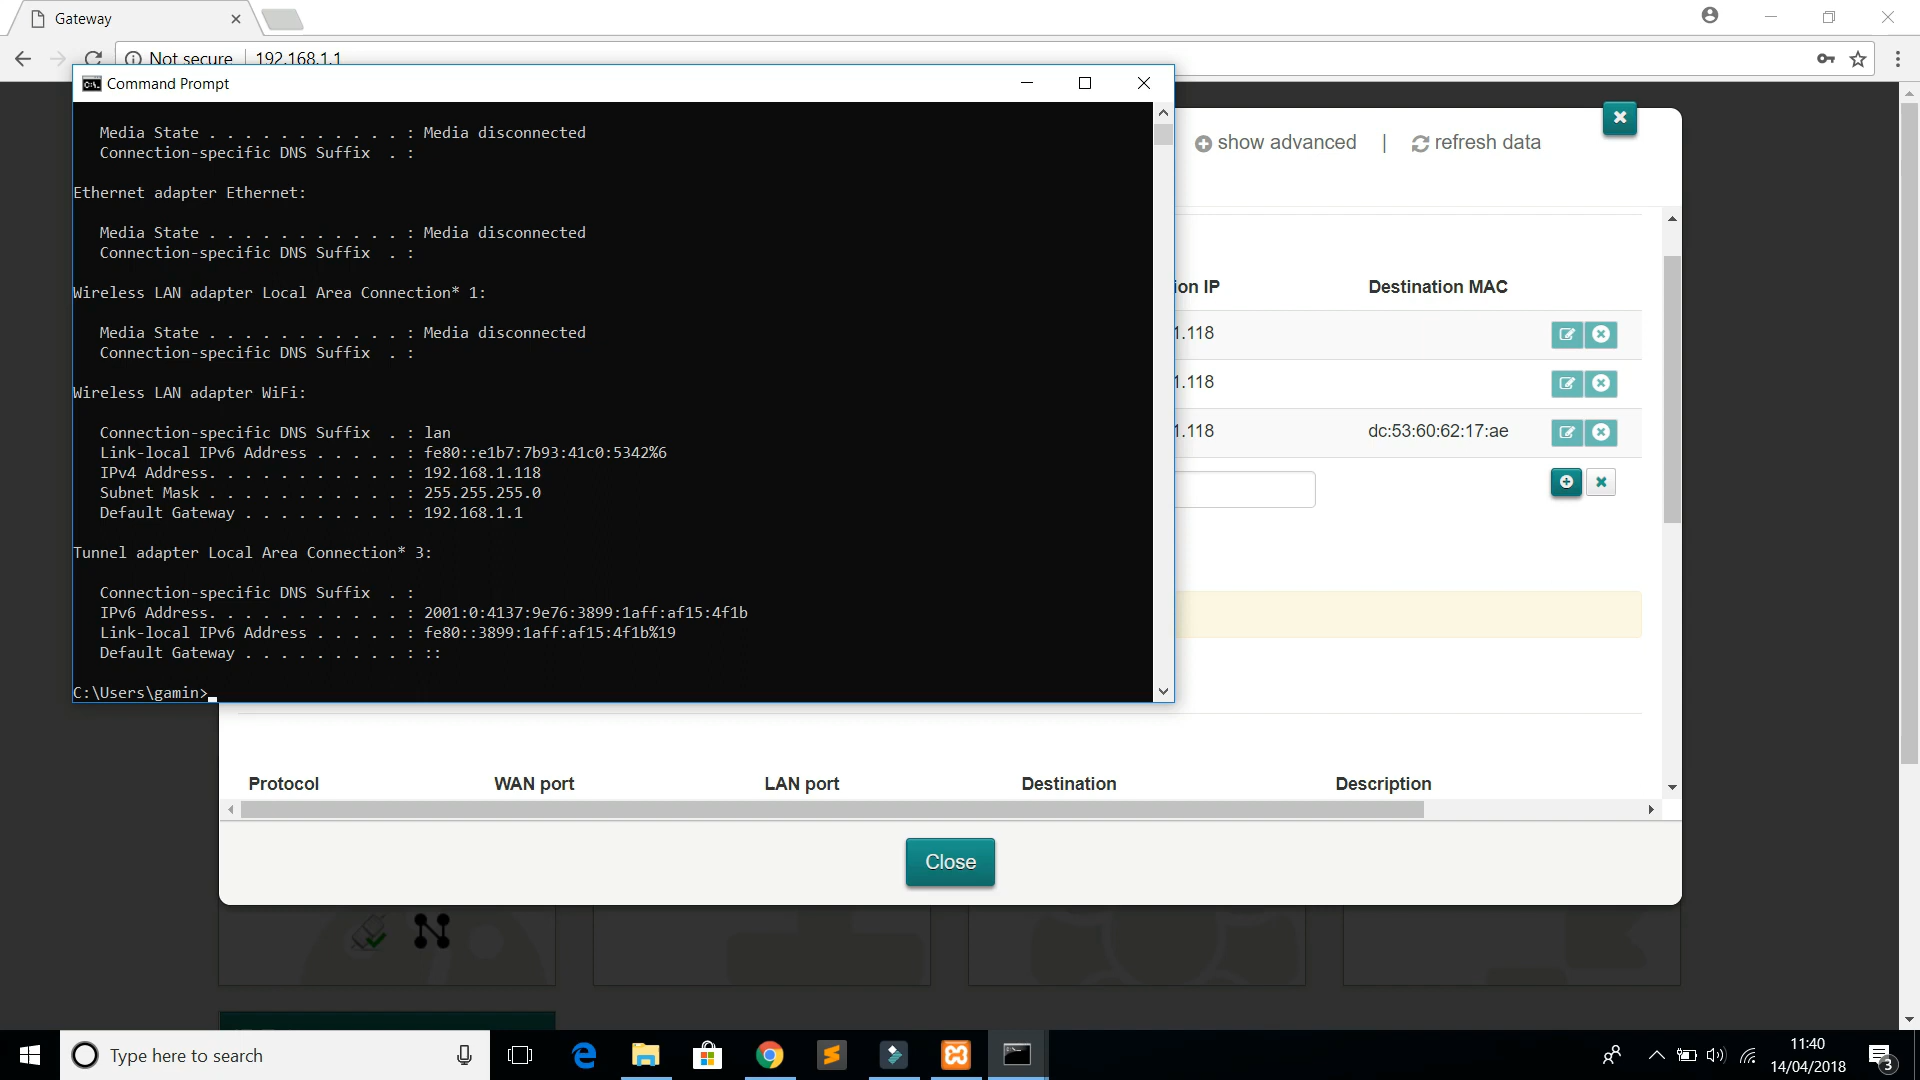 Gateway
Not secure
192.168.1.1
Command Prompt
Media State . . . . . . . . . . . : Media disconnected
Connection-specific DNS Suffix  . :
Ethernet adapter Ethernet:
Media State . . . . . . . . . . . : Media disconnected
Connection-specific DNS Suffix  . :
Wireless LAN adapter Local Area Connection* 1:
Media State . . . . . . . . . . . : Media disconnected
Connection-specific DNS Suffix  . :
Wireless LAN adapter WiFi:
Connection-specific DNS Suffix  . : lan
Link-local IPv6 Address . . . . . : fe80::e1b7:7b93:41c0:5342%6
IPv4 Address. . . . . . . . . . . : 192.168.1.118
Subnet Mask . . . . . . . . . . . : 255.255.255.0
Default Gateway . . . . . . . . . : 192.168.1.1
Tunnel adapter Local Area Connection* 3:
Connection-specific DNS Suffix  . :
IPv6 Address. . . . . . . . . . . : 2001:0:4137:9e76:3899:1aff:af15:4f1b
Link-local IPv6 Address . . . . . : fe80::3899:1aff:af15:4f1b%19
Default Gateway . . . . . . . . . : ::
C:\Users\gamin>
show advanced | refresh data
ion IP Destination MAC
1.118
1.118
1.118 dc:53:60:62:17:ae
Protocol WAN port LAN port Destination Description
Close
Type here to search
11:40
14/04/2018
3